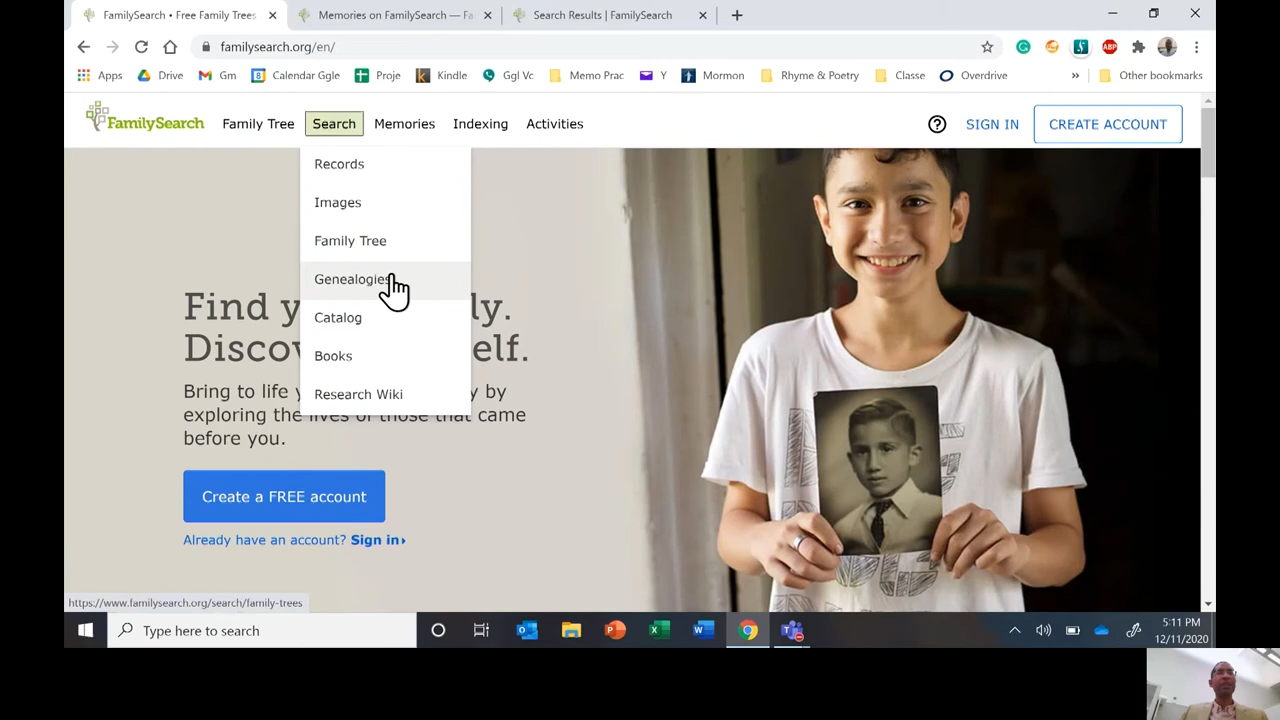 FamilySearch • Free Family Trees
Memories on FamilySearch — Fa
Search Results | FamilySearch
familysearch.org/en/
ABP
Apps
Drive
Gm
8 Calendar Ggle
Proje
Kindle
Ggl Vc
Memo Prac
Y
Mormon
Rhyme & Poetry
Classe
Overdrive
»
Other bookmarks
FamilySearch
Family Tree
Search
Memories
Indexing
Activities
?
SIGN IN
CREATE ACCOUNT
Records
Images
Family Tree
Genealogies
Catalog
Books
Research Wiki
Find y ly.
Discov elf.
Bring to life y y by
exploring the lives of those that came
before you.
Create a FREE account
Already have an account? Sign in›
https://www.familysearch.org/search/family-trees
Type here to search
5:11 PM
12/11/2020